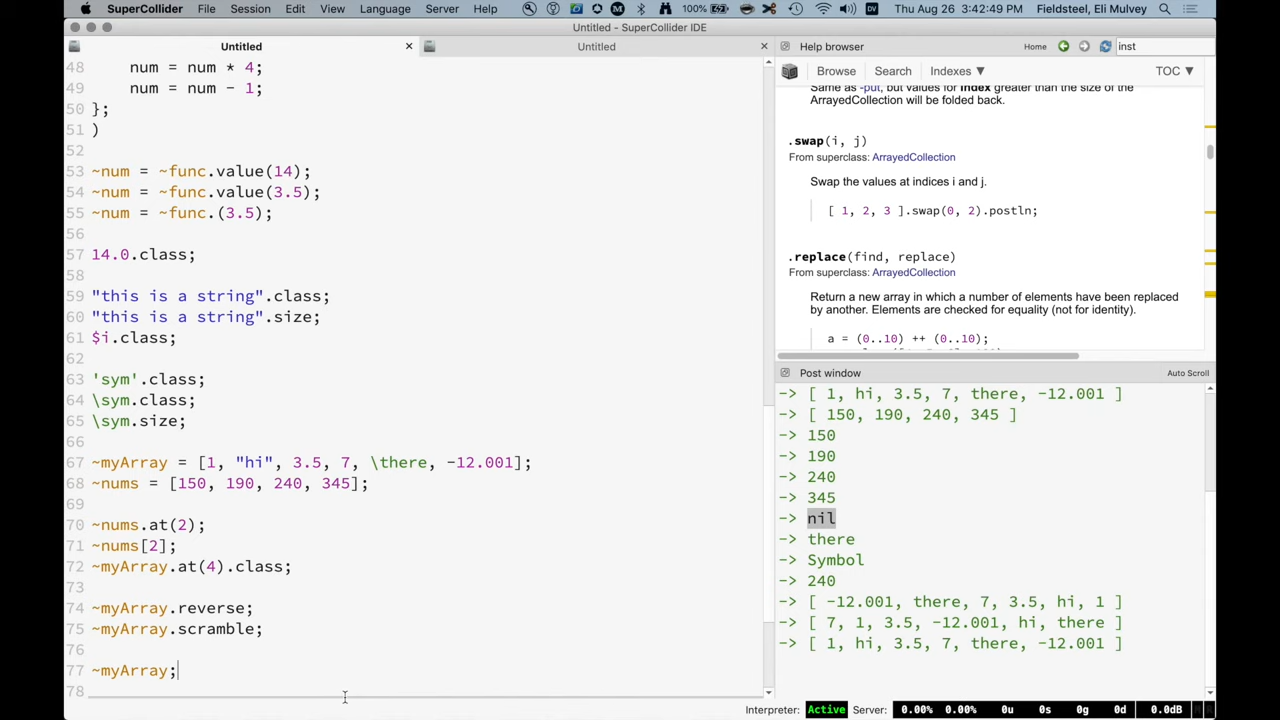 SuperCollider File Session Edit View Language Server Help 100% Thu Aug 26 3:42:49 PM Fieldsteel, Eli Mulvey
Untitled - SuperCollider IDE
Untitled
Untitled
48 num = num * 4;
49 num = num - 1;
50 };
51 )
52
53 ~num = ~func.value(14);
54 ~num = ~func.value(3.5);
55 ~num = ~func.(3.5);
56
57 14.0.class;
58
59 "this is a string".class;
60 "this is a string".size;
61 $i.class;
62
63 'sym'.class;
64 \sym.class;
65 \sym.size;
66
67 ~myArray = [1, "hi", 3.5, 7, \there, -12.001];
68 ~nums = [150, 190, 240, 345];
69
70 ~nums.at(2);
71 ~nums[2];
72 ~myArray.at(4).class;
73
74 ~myArray.reverse;
75 ~myArray.scramble;
76
77 ~myArray;
78
Help browser Home inst
Browse Search Indexes ▼ TOC ▼
Same as -put, but values for index greater than the size of the
ArrayedCollection will be folded back.
.swap(i, j)
From superclass: ArrayedCollection
Swap the values at indices i and j.
[ 1, 2, 3 ].swap(0, 2).postln;
.replace(find, replace)
From superclass: ArrayedCollection
Return a new array in which a number of elements have been replaced
by another. Elements are checked for equality (not for identity).
a = (0..10) ++ (0..10);
Post window Auto Scroll
-> [ 1, hi, 3.5, 7, there, -12.001 ]
-> [ 150, 190, 240, 345 ]
-> 150
-> 190
-> 240
-> 345
-> nil
-> there
-> Symbol
-> 240
-> [ -12.001, there, 7, 3.5, hi, 1 ]
-> [ 7, 1, 3.5, -12.001, hi, there ]
-> [ 1, hi, 3.5, 7, there, -12.001 ]
Interpreter: Active Server: 0.00% 0.00% 0u 0s 0g 0d 0.0dB